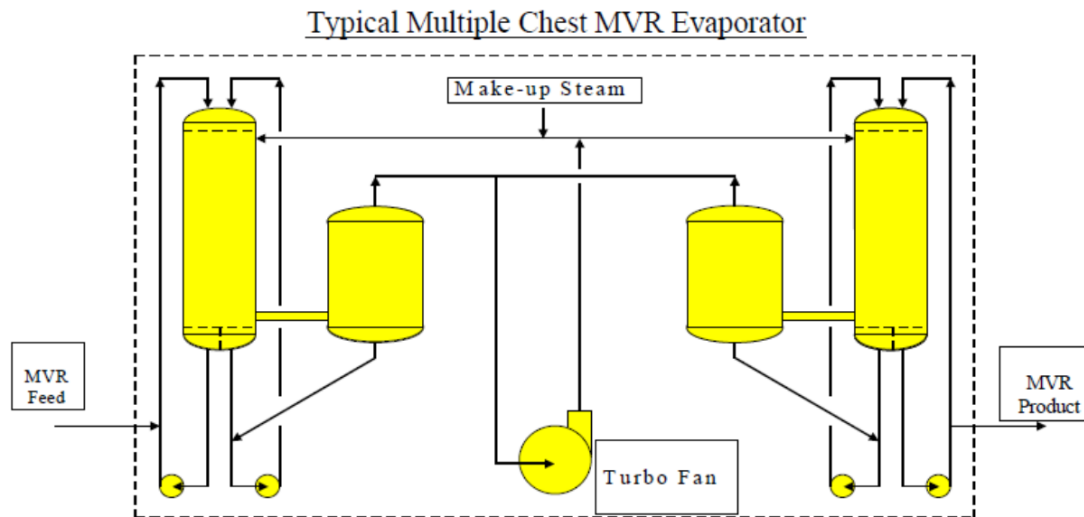 Typical Multiple Chest MVR Evaporator
Make-up Steam
MVR
Feed
MVR
Product
Turbo Fan